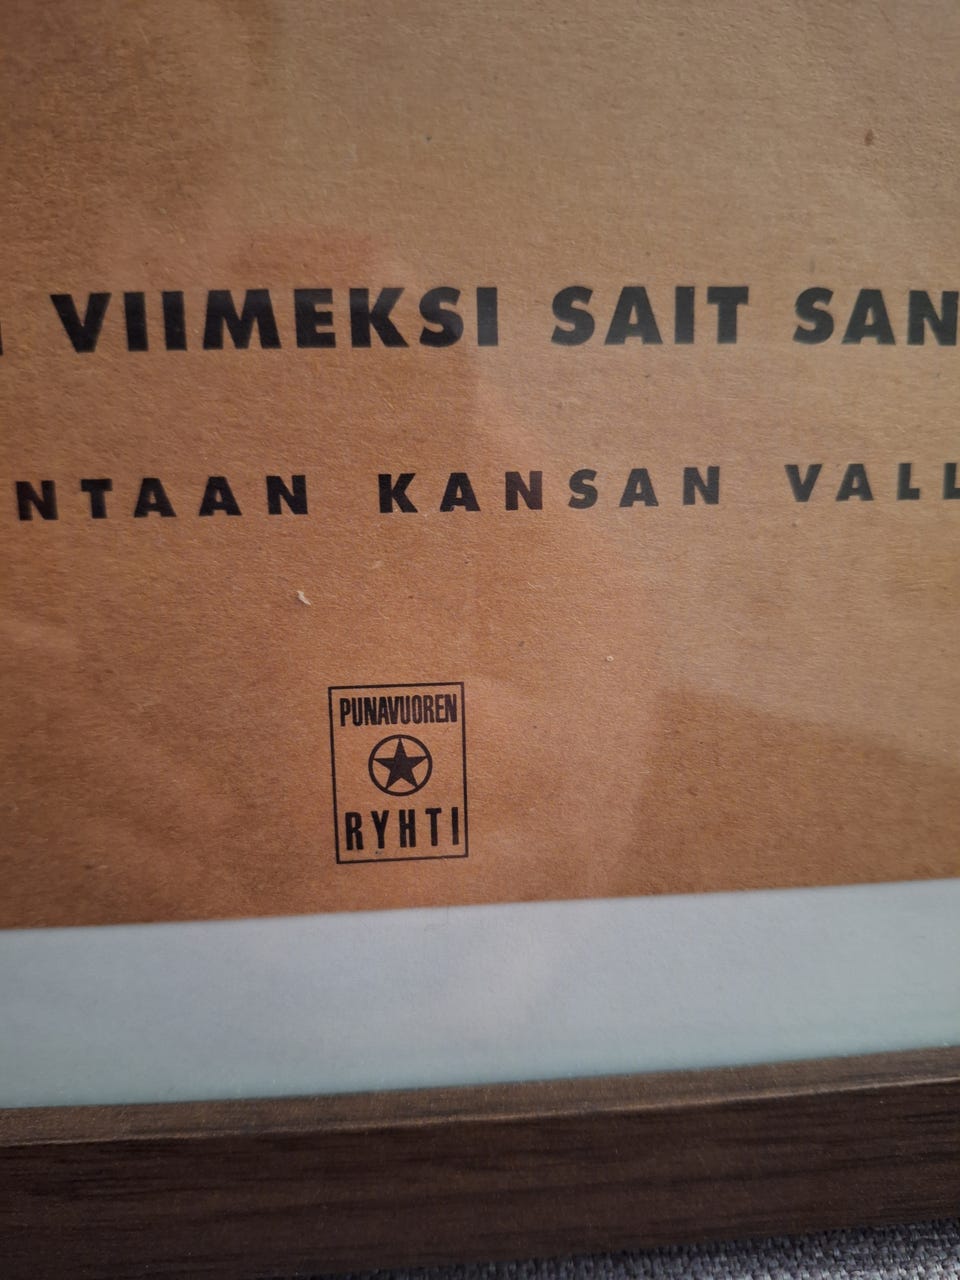 VIIMEKSI SAIT SAN
NTAAN KANSAN VALL
PUNAVUOREN
RYHTI